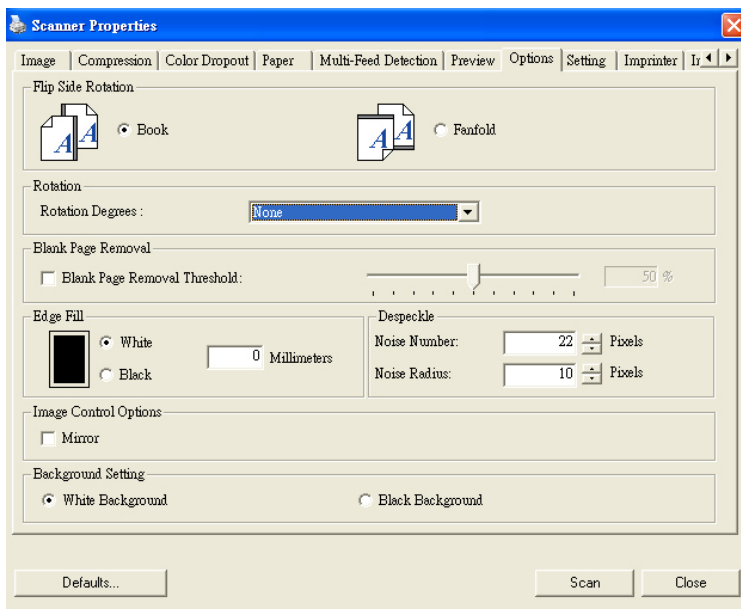 Scanner Properties
Image Compression Color Dropout Paper Multi-Feed Detection Preview Options Setting Imprinter
Flip Side Rotation
A A Book A A Fanfold
Rotation
Rotation Degrees : None
Blank Page Removal
Blank Page Removal Threshold: 50 %
Edge Fill Despeckle
White 0 Millimeters Noise Number: 22 Pixels
Black Noise Radius: 10 Pixels
Image Control Options
Mirror
Background Setting
White Background Black Background
Defaults... Scan Close